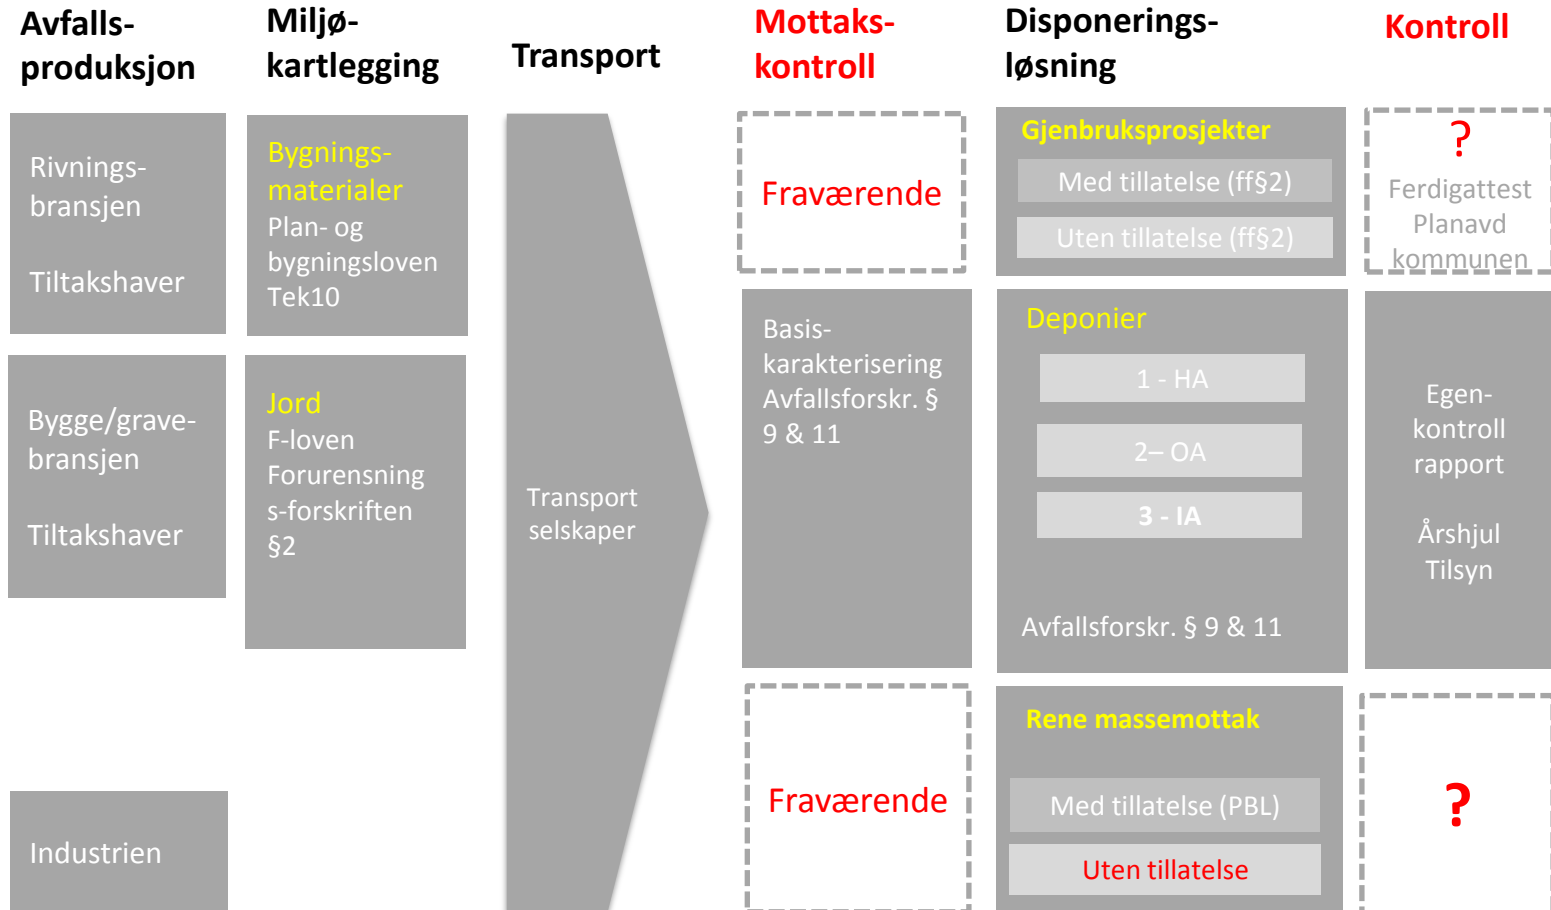 Avfalls-
produksjon
Miljø-
kartlegging
Transport
Mottaks-
kontroll
Disponerings-
løsning
Kontroll
Rivnings-
bransjen
Tiltakshaver
Bygge/grave-
bransjen
Tiltakshaver
Industrien
Bygnings-
materialer
Plan- og
bygningsloven
Tek10
Jord
F-loven
Forurensning
s-forskriften
§2
Transport
selskaper
Fraværende
Basis-
karakterisering
Avfallsforskr. §
9 & 11
Fraværende
Gjenbruksprosjekter
Med tillatelse (ff§2)
Uten tillatelse (ff§2)
Deponier
1 - HA
2– OA
3 - IA
Avfallsforskr. § 9 & 11
Rene massemottak
Med tillatelse (PBL)
Uten tillatelse
?
Ferdigattest
Planavd
kommunen
Egen-
kontroll
rapport
Årshjul
Tilsyn
?